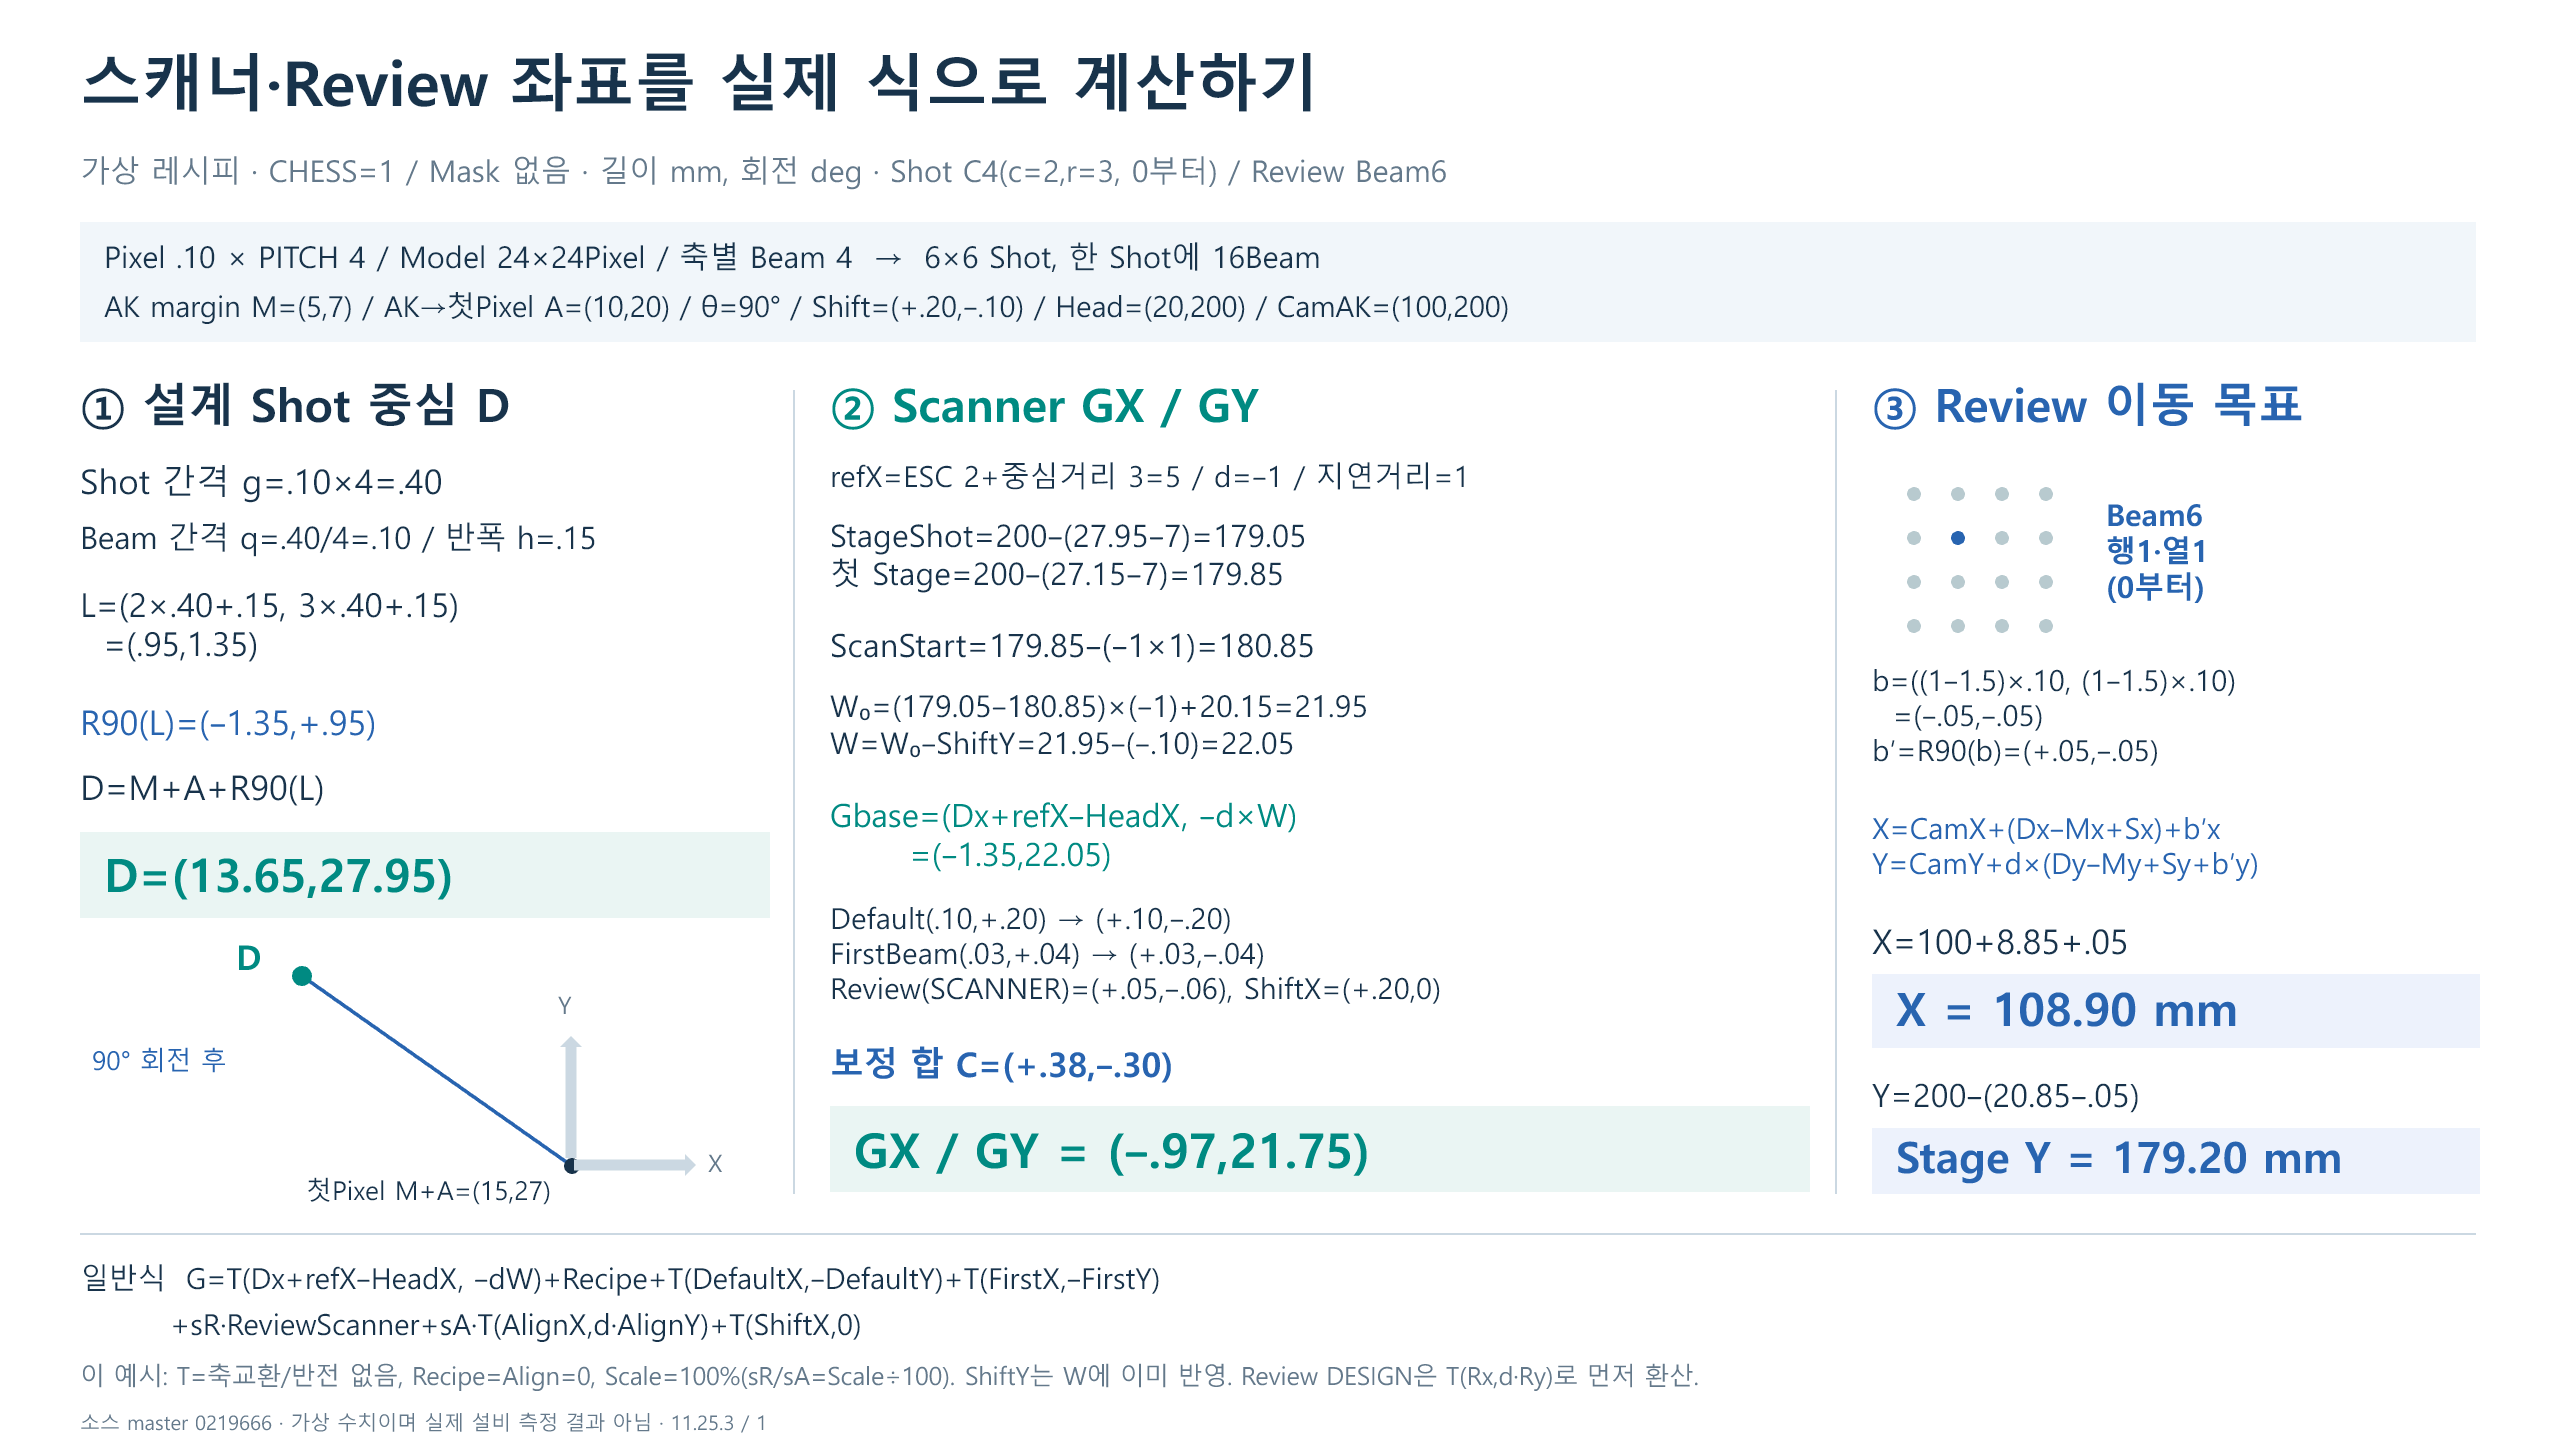 스캐너·Review 좌표를 실제 식으로 계산하기
가상 레시피 · CHESS=1 / Mask 없음 · 길이 mm, 회전 deg · Shot C4(c=2,r=3, 0부터) / Review Beam6
Pixel .10 × PITCH 4 / Model 24×24Pixel / 축별 Beam 4 → 6×6 Shot, 한 Shot에 16Beam
AK margin M=(5,7) / AK→첫Pixel A=(10,20) / θ=90° / Shift=(+.20,–.10) / Head=(20,200) / CamAK=(100,200)
① 설계 Shot 중심 D
Shot 간격 g=.10×4=.40
Beam 간격 q=.40/4=.10 / 반폭 h=.15
L=(2×.40+.15, 3×.40+.15)
=(.95,1.35)
R90(L)=(–1.35,+.95)
D=M+A+R90(L)
D=(13.65,27.95)
D
Y
90° 회전 후
X
첫Pixel M+A=(15,27)
② Scanner GX / GY
refX=ESC 2+중심거리 3=5 / d=–1 / 지연거리=1
StageShot=200–(27.95–7)=179.05
첫 Stage=200–(27.15–7)=179.85
ScanStart=179.85–(–1×1)=180.85
W₀=(179.05–180.85)×(–1)+20.15=21.95
W=W₀–ShiftY=21.95–(–.10)=22.05
Gbase=(Dx+refX–HeadX, –d×W)
=(–1.35,22.05)
Default(.10,+.20) → (+.10,–.20)
FirstBeam(.03,+.04) → (+.03,–.04)
Review(SCANNER)=(+.05,–.06), ShiftX=(+.20,0)
보정 합 C=(+.38,–.30)
GX / GY = (–.97,21.75)
③ Review 이동 목표
Beam6
행1·열1
(0부터)
b=((1–1.5)×.10, (1–1.5)×.10)
=(–.05,–.05)
b′=R90(b)=(+.05,–.05)
X=CamX+(Dx–Mx+Sx)+b′x
Y=CamY+d×(Dy–My+Sy+b′y)
X=100+8.85+.05
X = 108.90 mm
Y=200–(20.85–.05)
Stage Y = 179.20 mm
일반식 G=T(Dx+refX–HeadX, –dW)+Recipe+T(DefaultX,–DefaultY)+T(FirstX,–FirstY)
+sR·ReviewScanner+sA·T(AlignX,d·AlignY)+T(ShiftX,0)
이 예시: T=축교환/반전 없음, Recipe=Align=0, Scale=100%(sR/sA=Scale÷100). ShiftY는 W에 이미 반영. Review DESIGN은 T(Rx,d·Ry)로 먼저 환산.
소스 master 0219666 · 가상 수치이며 실제 설비 측정 결과 아님 · 11.25.3 / 1